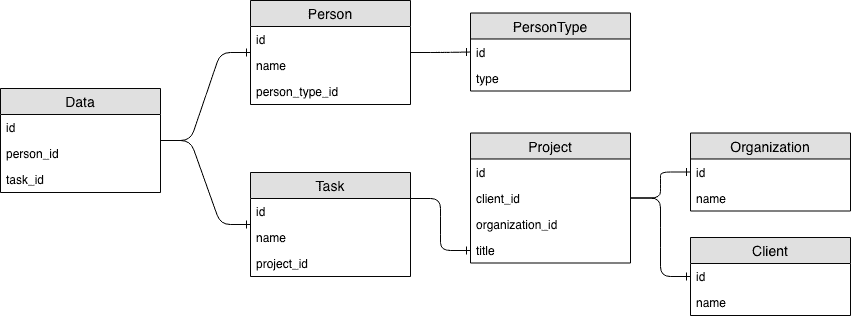 Person
id
name
person_type_id
PersonType
id
type
Data
id
person_id
task_id
Task
id
name
project_id
Project
id
client_id
organization_id
title
Organization
id
name
Client
id
name